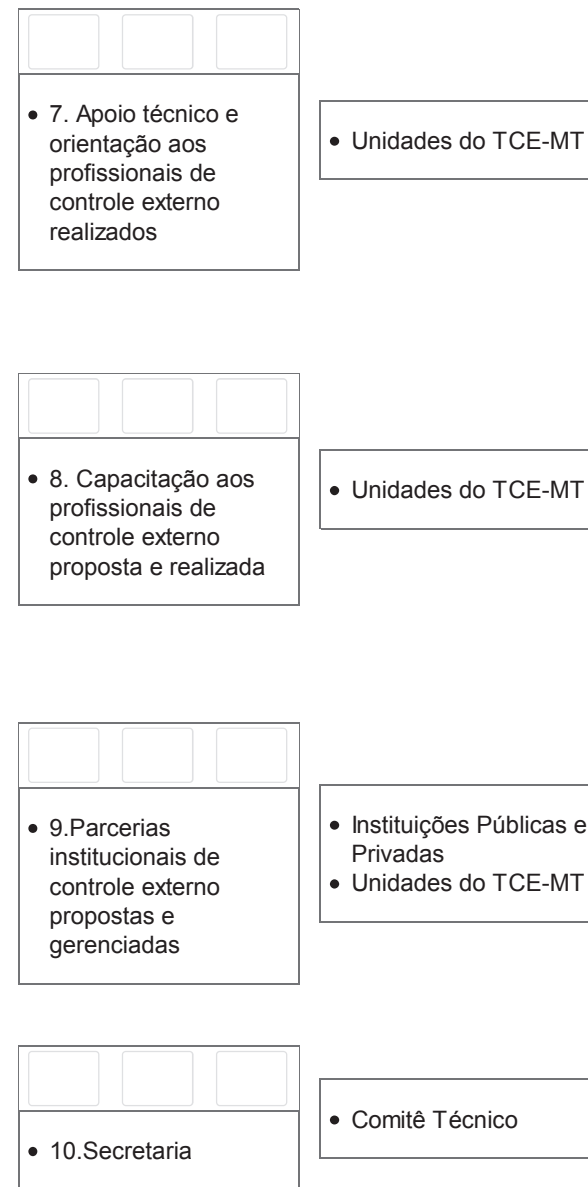 • 7. Apoio técnico e
orientação aos
profissionais de
controle externo
realizados
• Unidades do TCE-MT
• 8. Capacitação aos
profissionais de
controle externo
proposta e realizada
• Unidades do TCE-MT
• 9.Parcerias
institucionais de
controle externo
propostas e
gerenciadas
• Instituições Públicas e
Privadas
• Unidades do TCE-MT
• 10.Secretaria
• Comitê Técnico